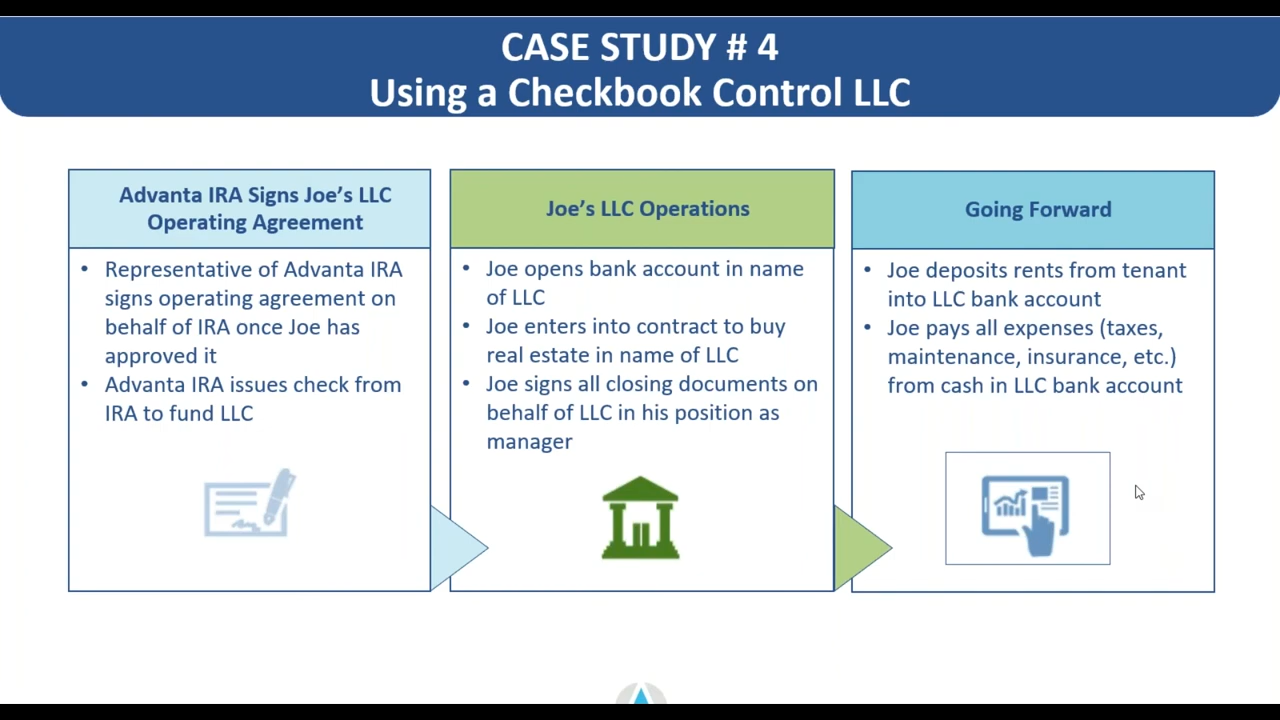 CASE STUDY # 4
Using a Checkbook Control LLC
Advanta IRA Signs Joe’s LLC
Operating Agreement
• Representative of Advanta IRA
signs operating agreement on
behalf of IRA once Joe has
approved it
• Advanta IRA issues check from
IRA to fund LLC
Joe’s LLC Operations
• Joe opens bank account in name
of LLC
• Joe enters into contract to buy
real estate in name of LLC
• Joe signs all closing documents on
behalf of LLC in his position as
manager
Going Forward
• Joe deposits rents from tenant
into LLC bank account
• Joe pays all expenses (taxes,
maintenance, insurance, etc.)
from cash in LLC bank account